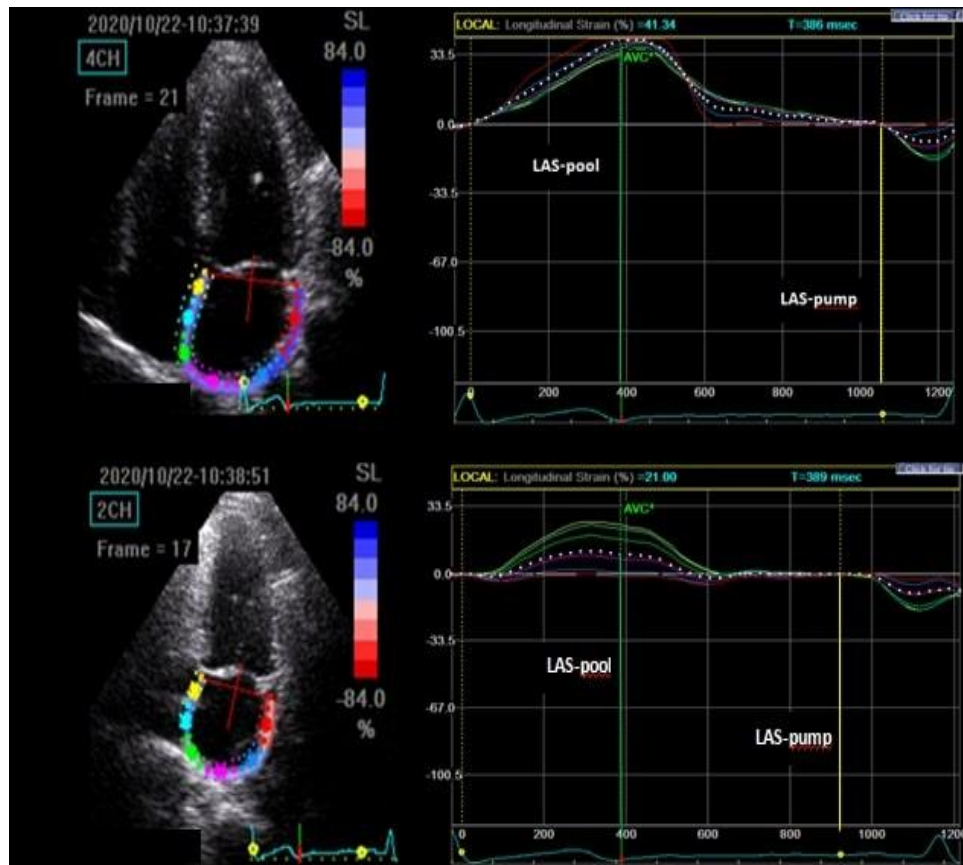 2020/10/22-10:37:39
4CH
Frame = 21
SL
84.0
-84.0
%
LOCAL: Longitudinal Strain (%) =41.34 T=386 msec
33.5
0.0
-33.5
-67.0
-100.5
AVC*
LAS-pool
LAS-pump
0 200 400 600 800 1000 1200
2020/10/22-10:38:51
2CH
Frame = 17
SL
84.0
-84.0
%
LOCAL: Longitudinal Strain (%) =21.00 T=389 msec
33.5
0.0
-33.5
-67.0
-100.5
AVC*
LAS-pool
LAS-pump
0 200 400 600 800 1000 1200